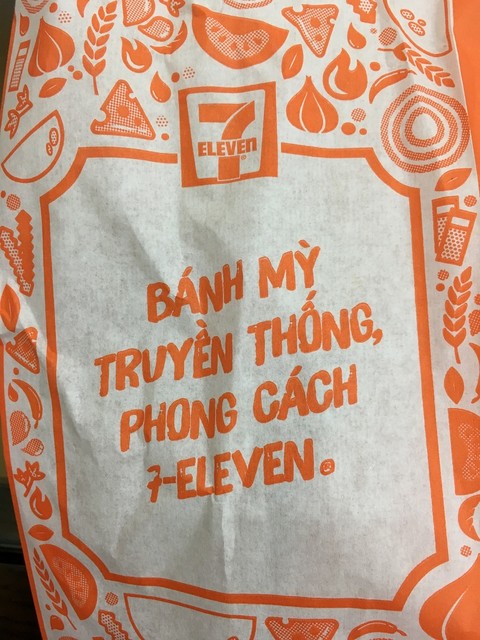 7
ELEVEn
BÁNH MỲ
TRUYỀN THỐNG,
PHONG CÁCH
7-ELEVEN.